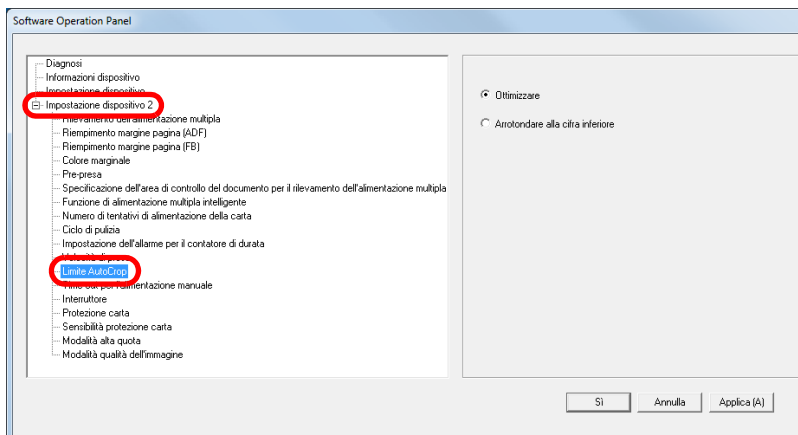 Software Operation Panel
Diagnosi
Informazioni dispositivo
Impostazione dispositivo
Impostazione dispositivo 2
Rilevamento dell'alimentazione multipla
Riempimento margine pagina (ADF)
Riempimento margine pagina (FB)
Colore marginale
Pre-presa
Specificazione dell'area di controllo del documento per il rilevamento dell'alimentazione multipla
Funzione di alimentazione multipla intelligente
Numero di tentativi di alimentazione della carta
Ciclo di pulizia
Impostazione dell'allarme per il contatore di durata
Velocità di presa
Limite AutoCrop
Time out per l'alimentazione manuale
Interruttore
Protezione carta
Sensibilità protezione carta
Modalità alta quota
Modalità qualità dell'immagine
Ottimizzare
Arrotondare alla cifra inferiore
Sì
Annulla
Applica (A)